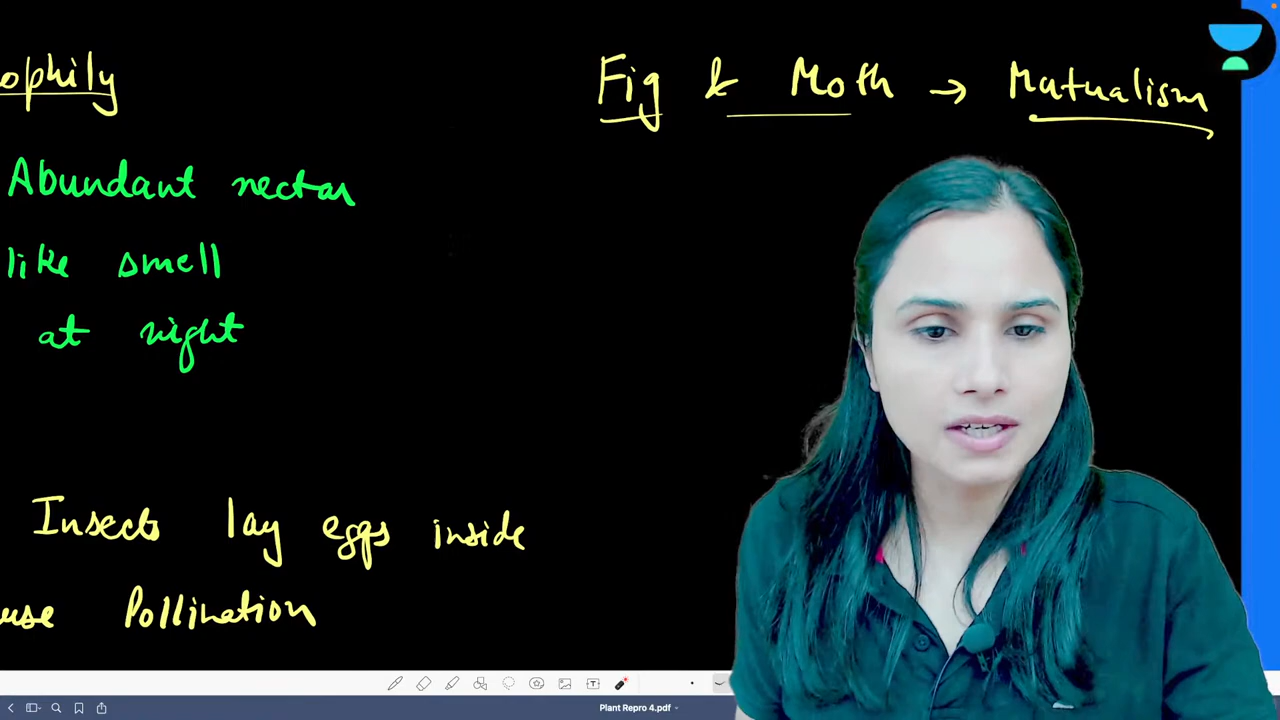 ophily
Fig & Moth → Mutualism
Abundant nectar
like smell
at night
Insects lay eggs inside
use Pollination
Plant Repro 4.pdf